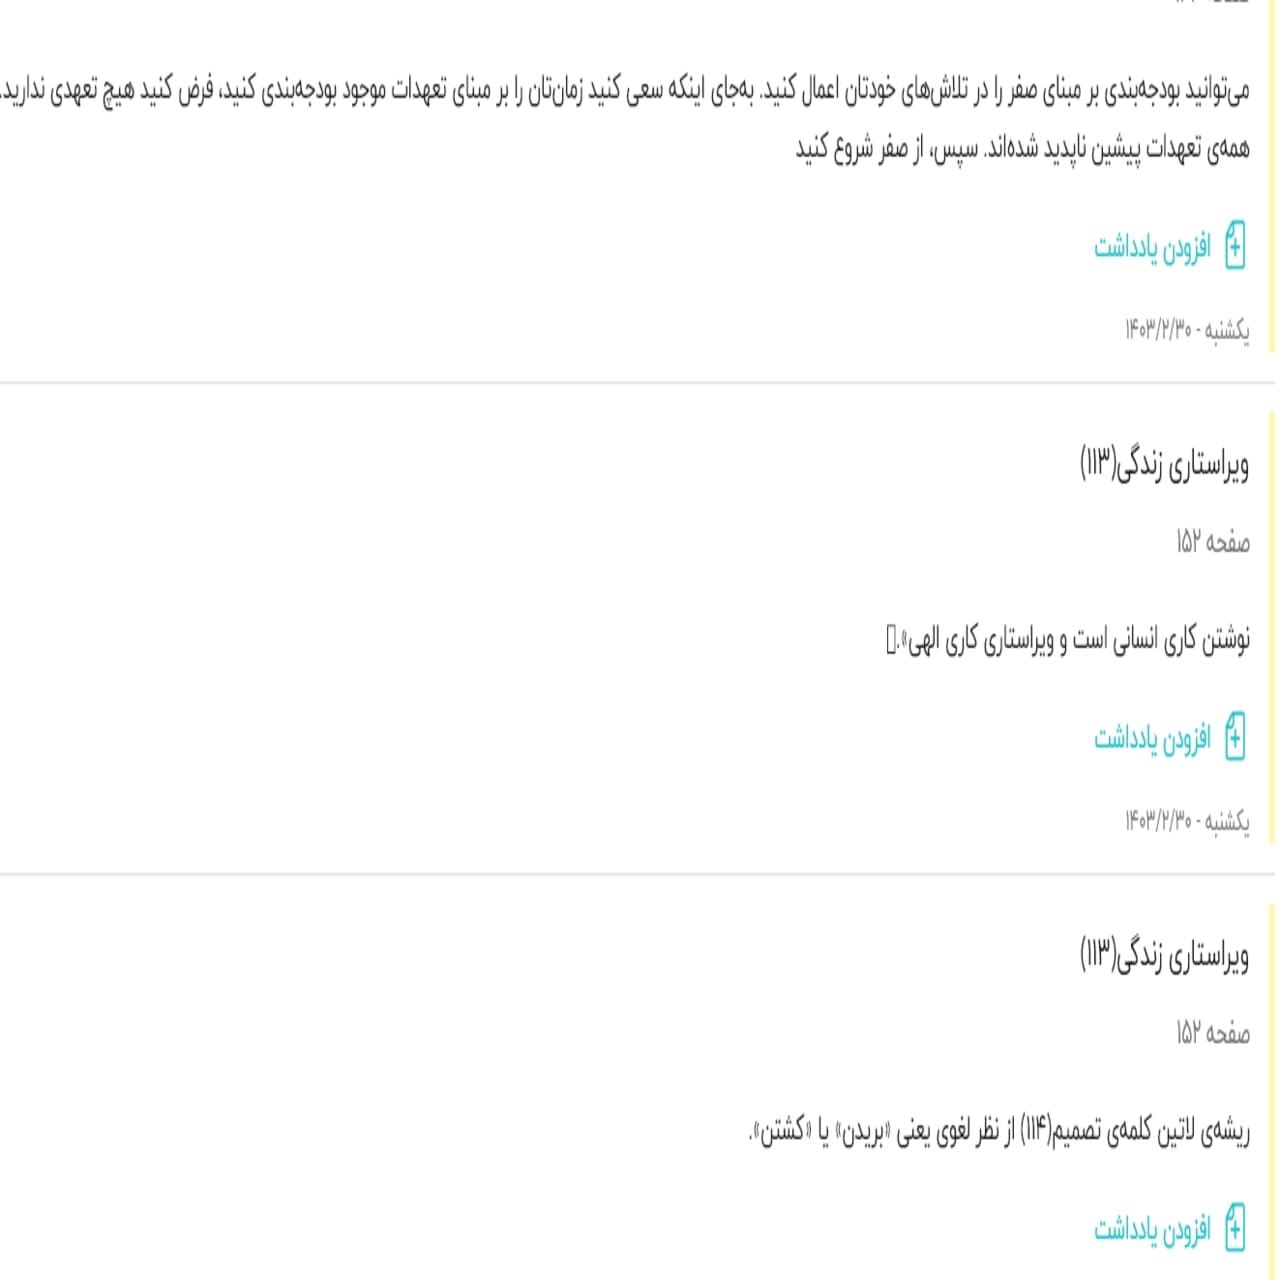 می‌توانید بودجه‌بندی بر مبنای صفر را در تلاش‌های خودتان اعمال کنید. به‌جای اینکه سعی کنید زمان‌تان را بر مبنای تعهدات موجود بودجه‌بندی کنید، فرض کنید هیچ تعهدی ندارید.
همه‌ی تعهدات پیشین ناپدید شده‌اند. سپس، از صفر شروع کنید
افزودن یادداشت
یکشنبه - ۱۴۰۳/۲/۳۰
ویراستاری زندگی(۱۱۳)
صفحه ۱۵۲
نوشتن کاری انسانی است و ویراستاری کاری الهی».
افزودن یادداشت
یکشنبه - ۱۴۰۳/۲/۳۰
ویراستاری زندگی(۱۱۳)
صفحه ۱۵۲
ریشه‌ی لاتین کلمه‌ی تصمیم(۱۱۴) از نظر لغوی یعنی «بریدن» یا «کشتن».
افزودن یادداشت